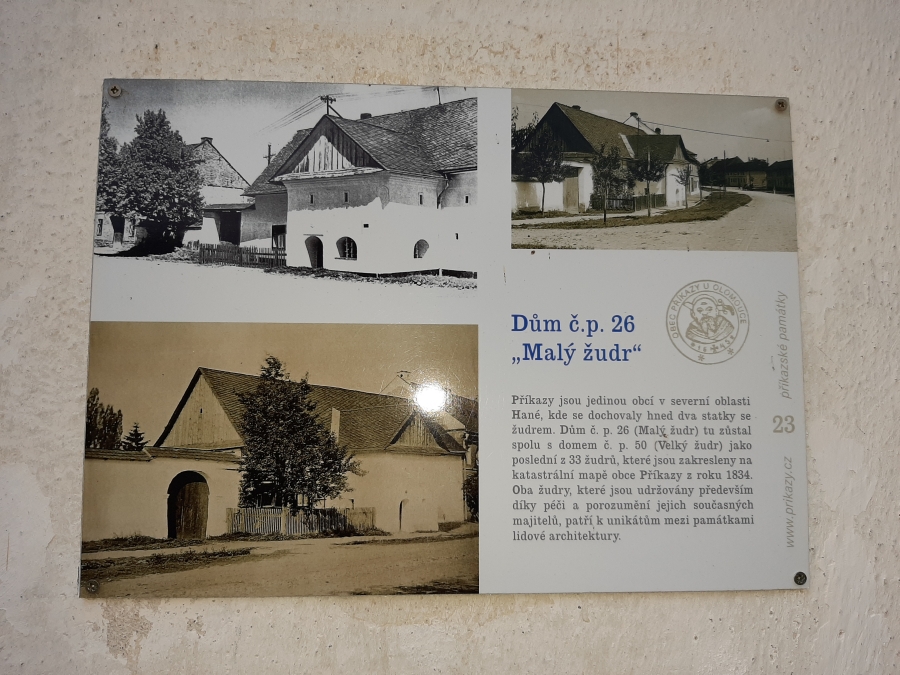 Dům č.p. 26
„Malý žudr“
OBEC PŘÍKAZY U OLOMOUCE
Příkazy jsou jedinou obcí v severní oblasti
Hané, kde se dochovaly hned dva statky se
žudrem. Dům č. p. 26 (Malý žudr) tu zůstal
spolu s domem č. p. 50 (Velký žudr) jako
poslední z 33 žudrů, které jsou zakresleny na
katastrální mapě obce Příkazy z roku 1834.
Oba žudry, které jsou udržovány především
díky péči a porozumění jejich současných
majitelů, patří k unikátům mezi památkami
lidové architektury.
příkazské památky
23
www.prikazy.cz